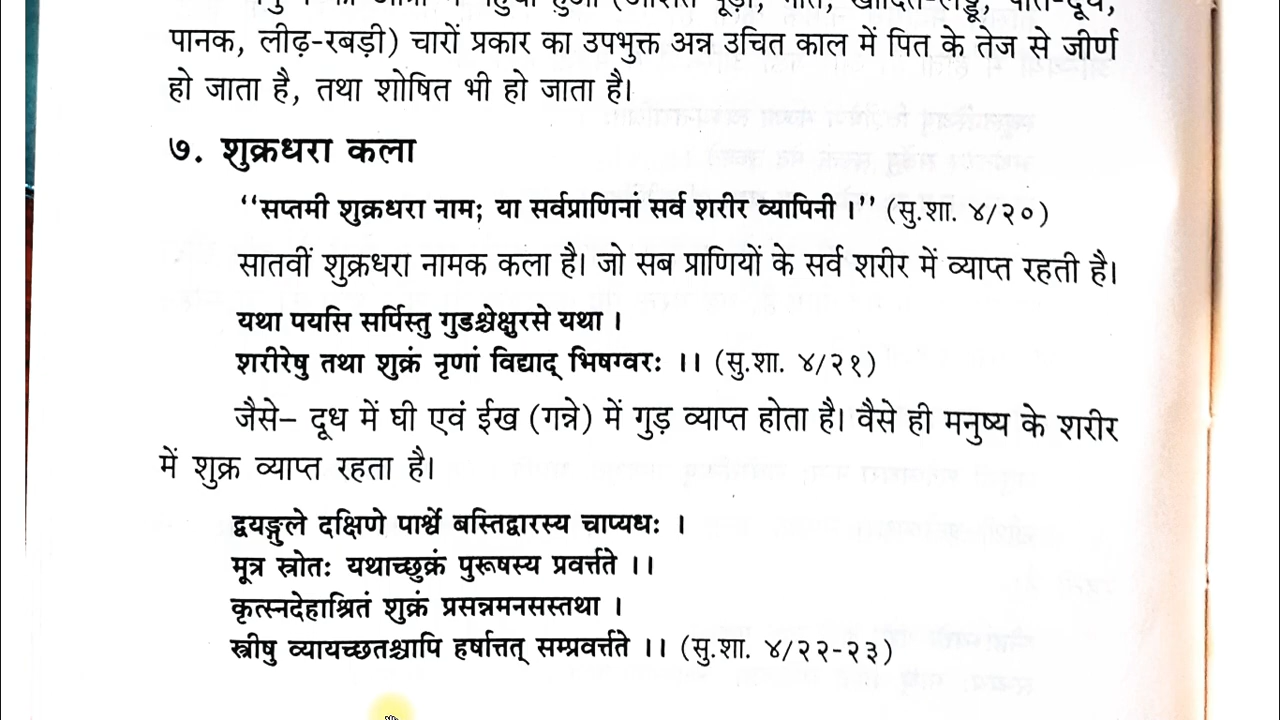 पानक, लीढ़-रबड़ी) चारों प्रकार का उपभुक्त अन्न उचित काल में पित के तेज से जीर्ण
हो जाता है, तथा शोषित भी हो जाता है।
७. शुक्रधरा कला
“सप्तमी शुक्रधरा नाम; या सर्वप्राणिनां सर्व शरीर व्यापिनी।” (सु.शा. ४/२०)
सातवीं शुक्रधरा नामक कला है। जो सब प्राणियों के सर्व शरीर में व्याप्त रहती है।
यथा पयसि सर्पिस्तु गुडश्चेक्षुरसे यथा ।
शरीरेषु तथा शुक्रं नृणां विद्याद् भिषग्वरः ।। (सु.शा. ४/२१)
जैसे– दूध में घी एवं ईख (गन्ने) में गुड़ व्याप्त होता है। वैसे ही मनुष्य के शरीर
में शुक्र व्याप्त रहता है।
द्वयङ्गुले दक्षिणे पार्श्वे बस्तिद्वारस्य चाप्यधः ।
मूत्र स्रोतः यथाच्छुक्रं पुरूषस्य प्रवर्त्तते ।।
कृत्स्नदेहाश्रितं शुक्रं प्रसन्नमनसस्तथा ।
स्त्रीषु व्यायच्छतश्चापि हर्षात्तत् सम्प्रवर्त्तते ।। (सु.शा. ४/२२-२३)